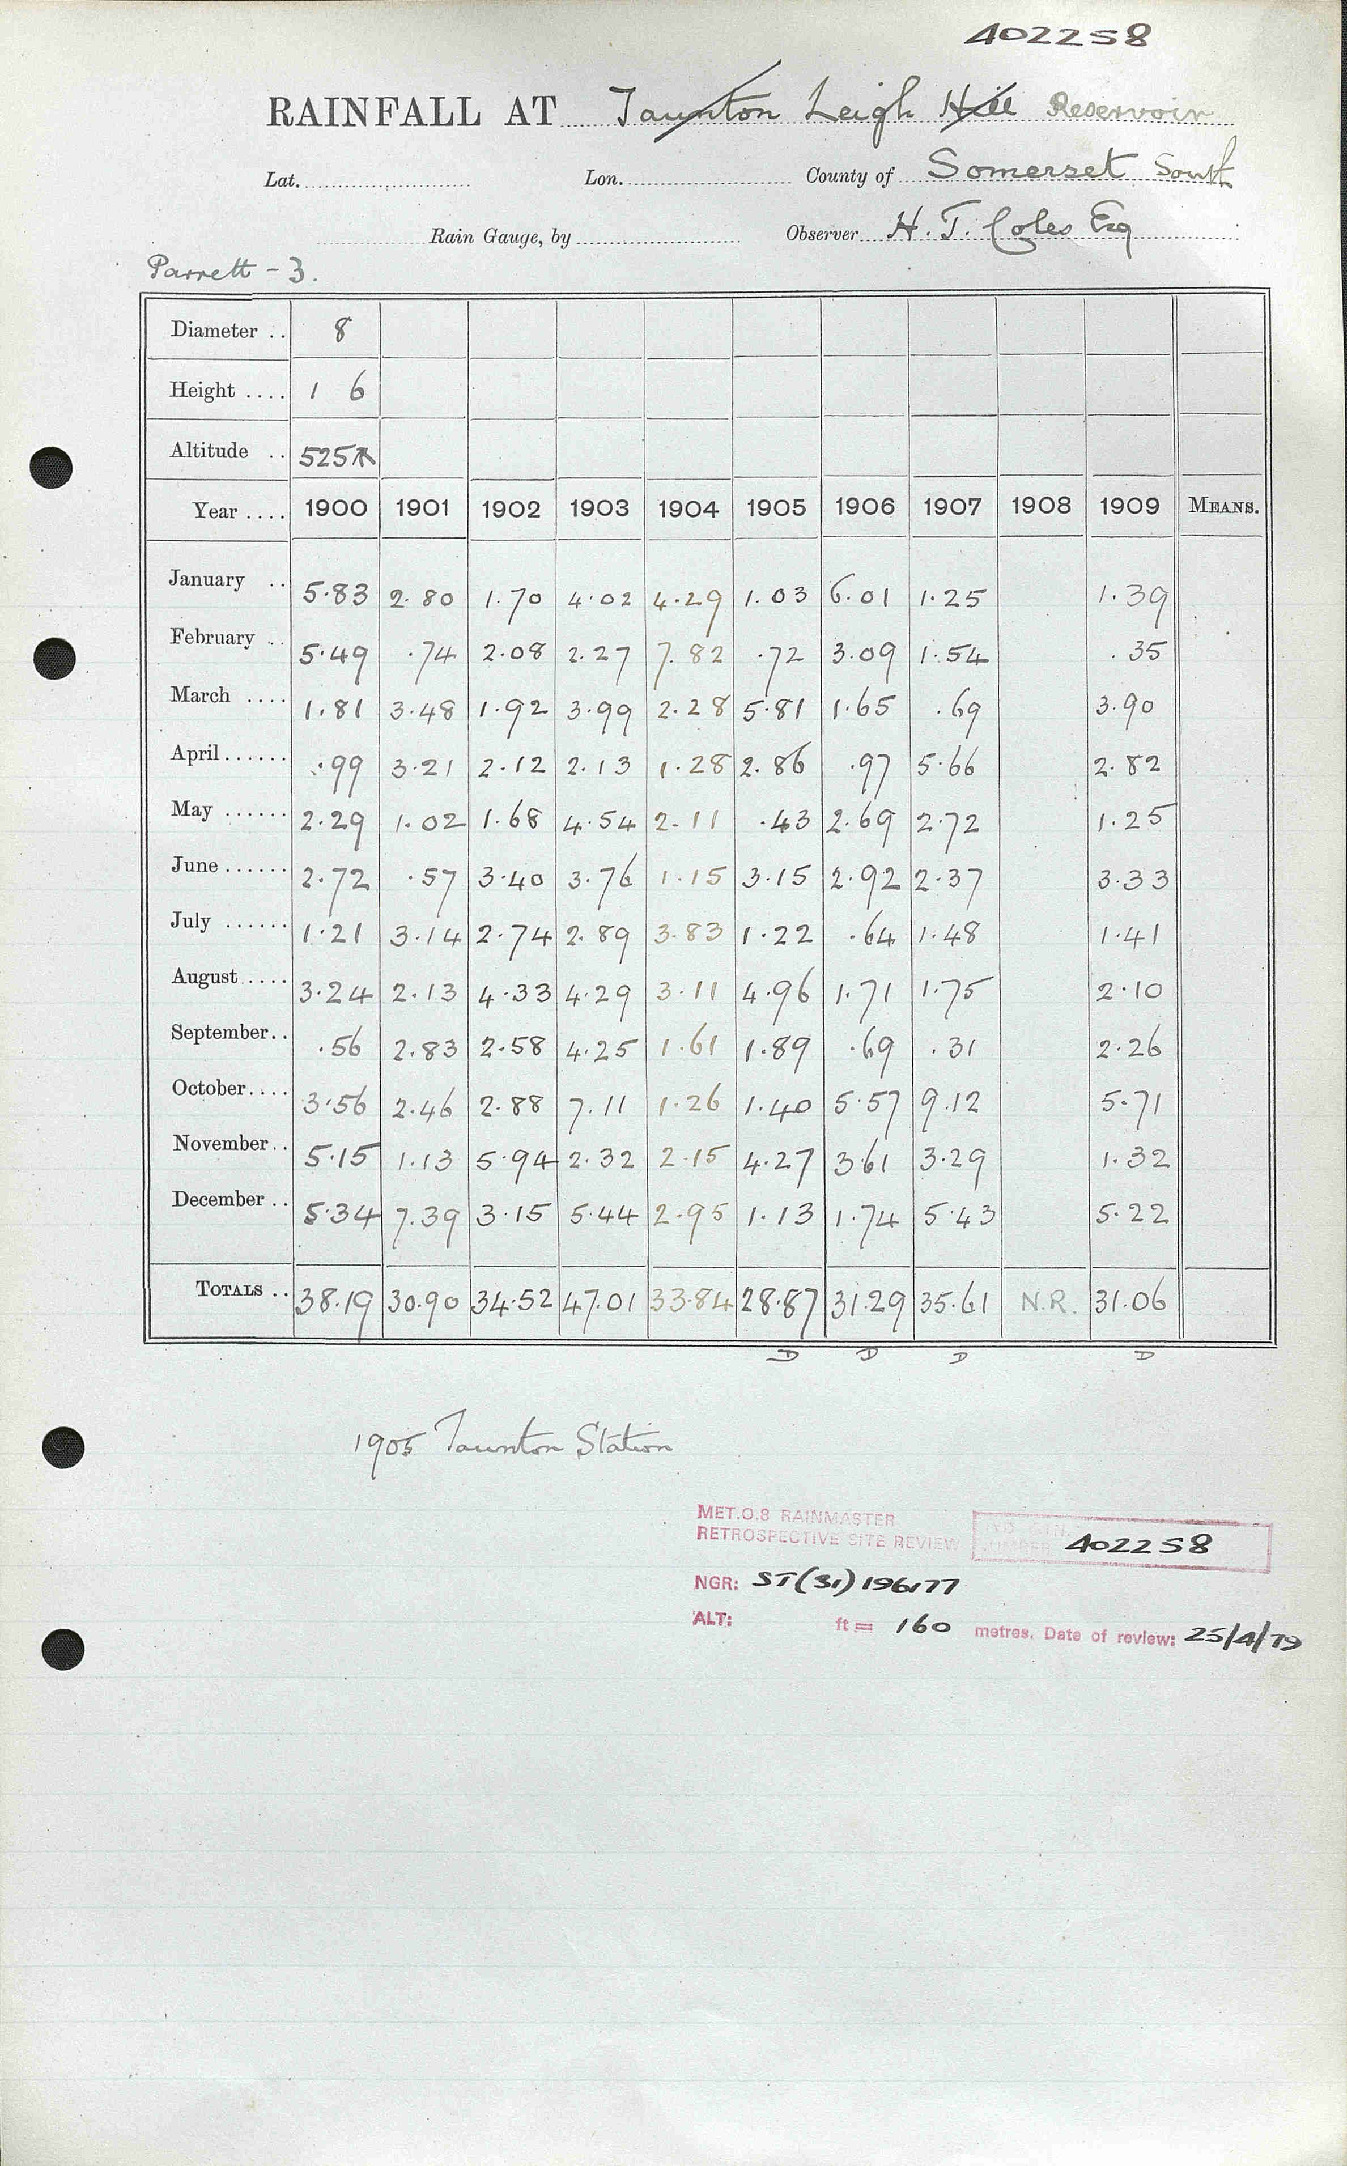 402258
RAINFALL AT Taunton Leigh Hill Reservoir
Lat. Lon. County of Somerset South
Rain Gauge, by Observer H. T. Coles Esq
Parrett - 3.
Diameter .. 8
Height .... 1 6
Altitude .. 525
Year .... 1900 1901 1902 1903 1904 1905 1906 1907 1908 1909 MEANS.
January .. 5.83 2.80 1.70 4.02 4.29 1.03 6.01 1.25 1.39
February .. 5.49 .74 2.08 2.27 7.82 .72 3.09 1.54 .35
March .... 1.81 3.48 1.92 3.99 2.28 5.81 1.65 .69 3.90
April ...... .99 3.21 2.12 2.13 1.28 2.86 .97 5.66 2.82
May ...... 2.29 1.02 1.68 4.54 2.11 .43 2.69 2.72 1.25
June ...... 2.72 .57 3.40 3.76 1.15 3.15 2.92 2.37 3.33
July ...... 1.21 3.14 2.74 2.89 3.83 1.22 .64 1.48 1.41
August .... 3.24 2.13 4.33 4.29 3.11 4.96 1.71 1.75 2.10
September .. .56 2.83 2.58 4.25 1.61 1.89 .69 .31 2.26
October .... 3.56 2.46 2.88 7.11 1.26 1.40 5.57 9.12 5.71
November .. 5.15 1.13 5.94 2.32 2.15 4.27 3.61 3.29 1.32
December .. 5.34 7.39 3.15 5.44 2.95 1.13 1.74 5.43 5.22
TOTALS .. 38.19 30.90 34.52 47.01 33.84 28.87 31.29 35.61 N.R. 31.06
D D D D
1905 Taunton Station
MET.O.8 RAINMASTER
RETROSPECTIVE SITE REVIEW 402258
NGR: ST(31)196177
ALT: ft = 160 metres. Date of review: 25/4/79